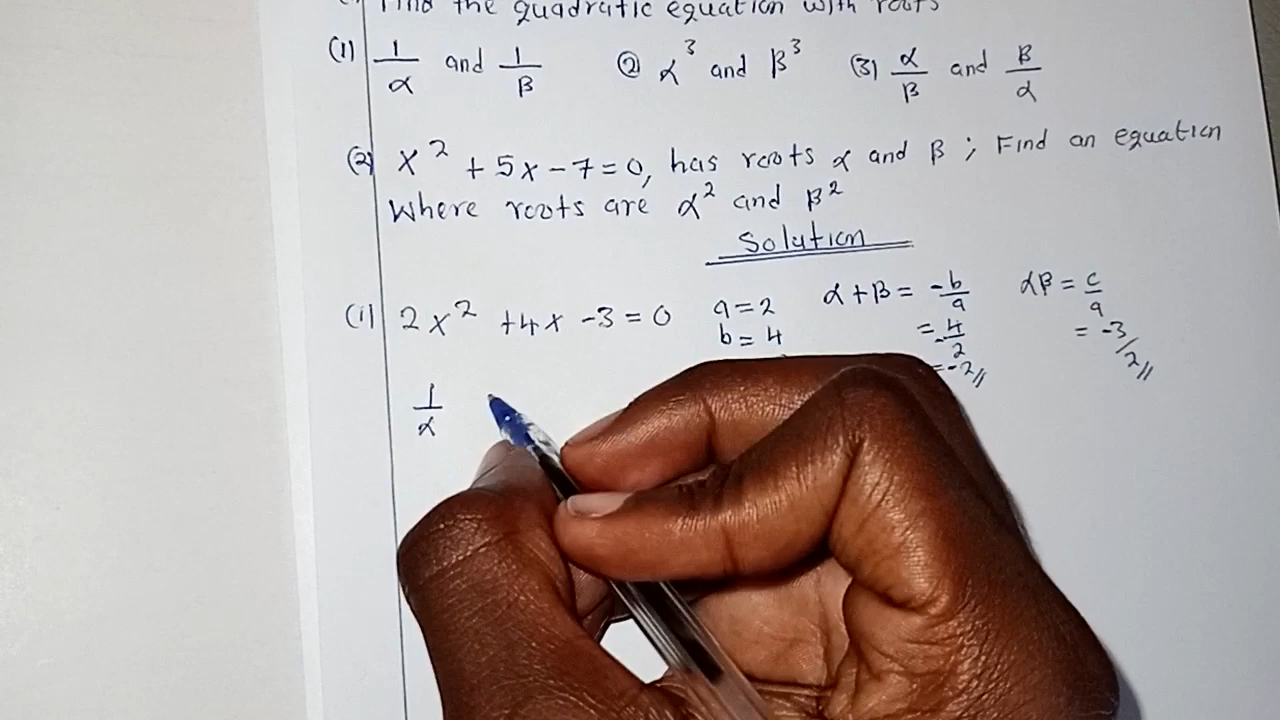 Find the quadratic equation with roots
(1) 1/α and 1/β (2) α³ and β³ (3) α/β and β/α
(2) x² + 5x - 7 = 0, has roots α and β ; Find an equation
Where roots are α² and β²
Solution
(1) 2x² + 4x - 3 = 0 a = 2 α + β = -b/a αβ = c/a
b = 4 = -4/2 = -3/2
= -2
1/α